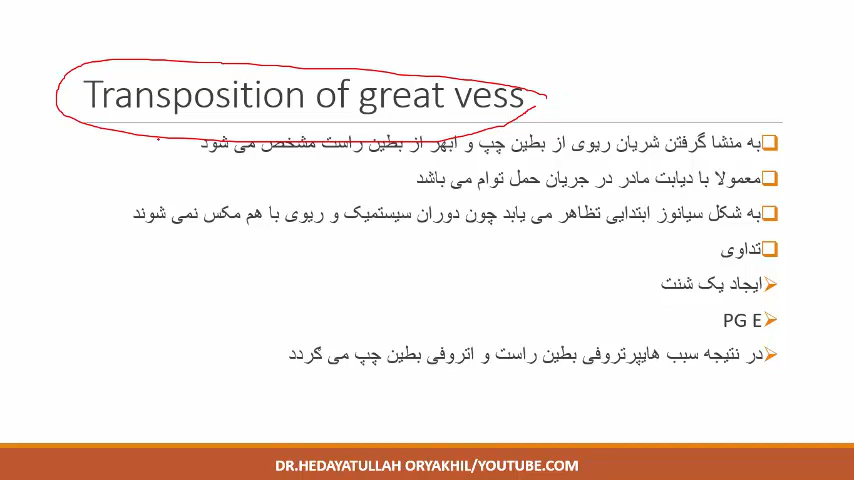 Transposition of great vess
به منشا گرفتن شریان ریوی از بطین چپ و ابهر از بطین راست مشخص می شود
معمولا با دیابت مادر در جریان حمل توام می باشد
به شکل سیانوز ابتدایی تظاهر می یابد چون دوران سیستمیک و ریوی با هم مکس نمی شوند
تداوی
ایجاد یک شنت
PG E
در نتیجه سبب هایپرتروفی بطین راست و اتروفی بطین چپ می گردد
DR.HEDAYATULLAH ORYAKHIL/YOUTUBE.COM